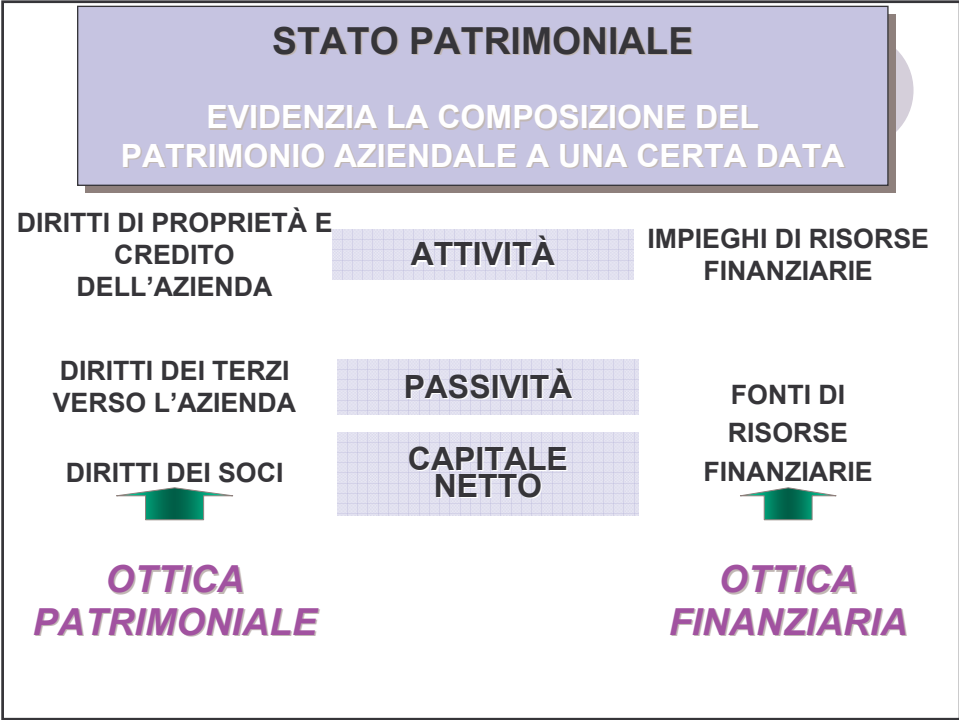 STATO PATRIMONIALE
EVIDENZIA LA COMPOSIZIONE DEL
PATRIMONIO AZIENDALE A UNA CERTA DATA
DIRITTI DI PROPRIETÀ E
CREDITO
DELL'AZIENDA
ATTIVITÀ
IMPIEGHI DI RISORSE
FINANZIARIE
DIRITTI DEI TERZI
VERSO L'AZIENDA
PASSIVITÀ
FONTI DI
RISORSE
FINANZIARIE
DIRITTI DEI SOCI
CAPITALE
NETTO
OTTICA
PATRIMONIALE
OTTICA
FINANZIARIA